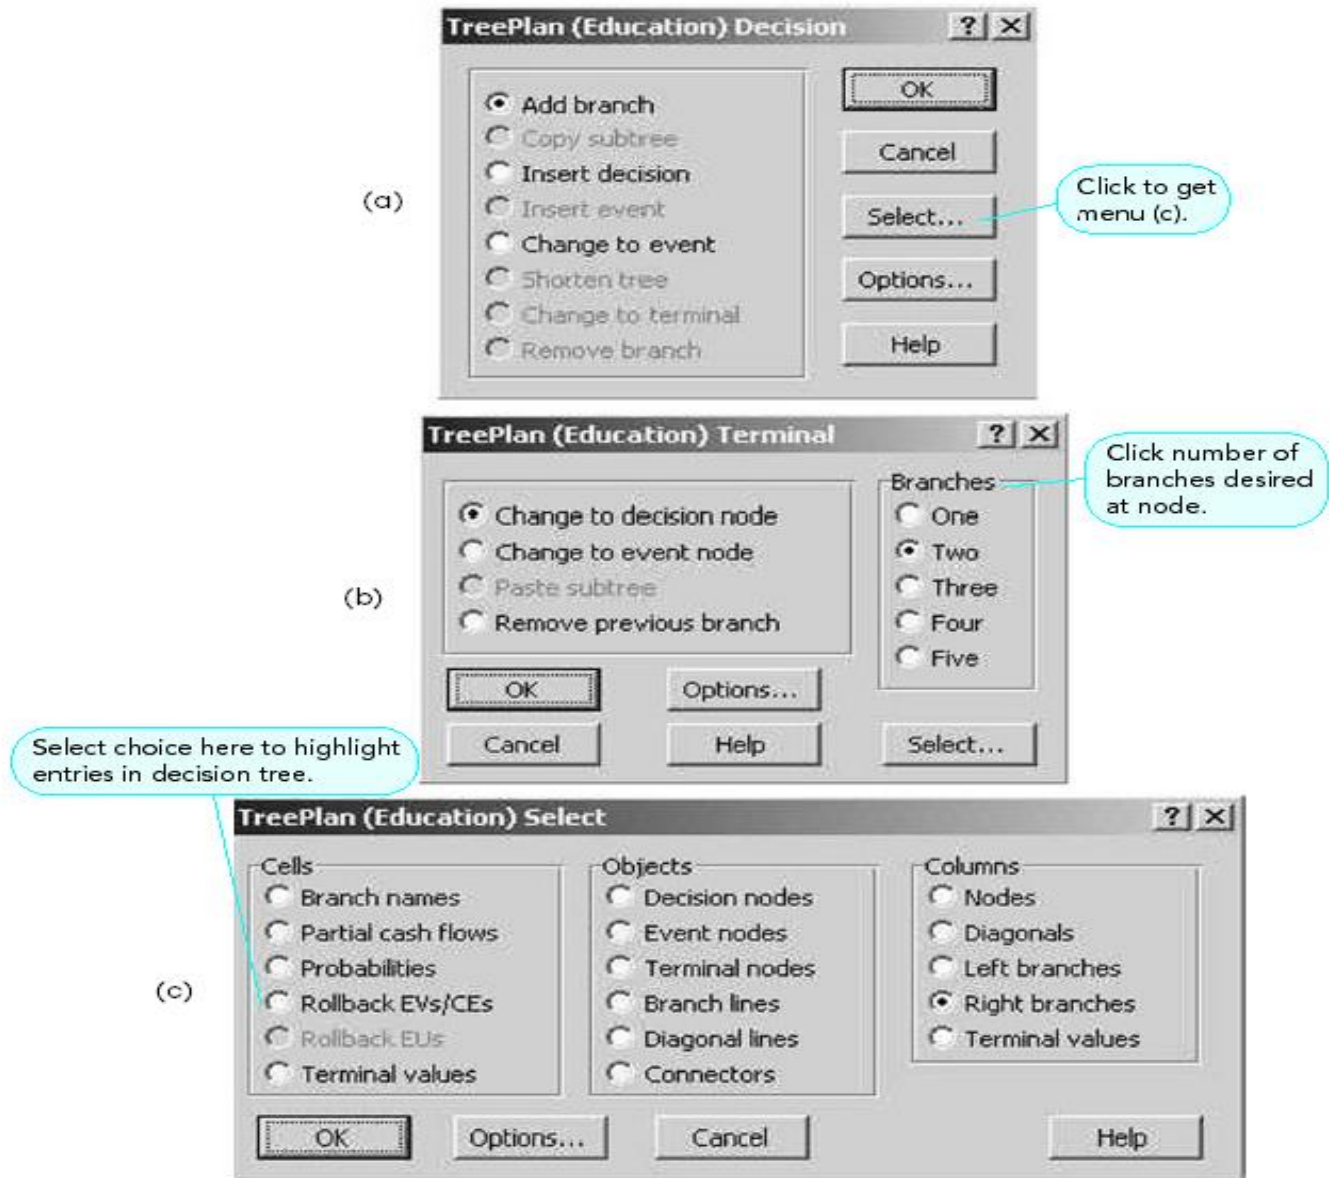 TreePlan (Education) Decision
Add branch
Copy subtree
Insert decision
Insert event
Change to event
Shorten tree
Change to terminal
Remove branch
OK
Cancel
Select...
Options...
Help
(a)
Click to get
menu (c).
TreePlan (Education) Terminal
Change to decision node
Change to event node
Paste subtree
Remove previous branch
Branches
One
Two
Three
Four
Five
OK
Options...
Cancel
Help
Select...
(b)
Click number of
branches desired
at node.
Select choice here to highlight
entries in decision tree.
TreePlan (Education) Select
Cells
Branch names
Partial cash flows
Probabilities
Rollback EVs/CEs
Rollback EUs
Terminal values
Objects
Decision nodes
Event nodes
Terminal nodes
Branch lines
Diagonal lines
Connectors
Columns
Nodes
Diagonals
Left branches
Right branches
Terminal values
(c)
OK
Options...
Cancel
Help